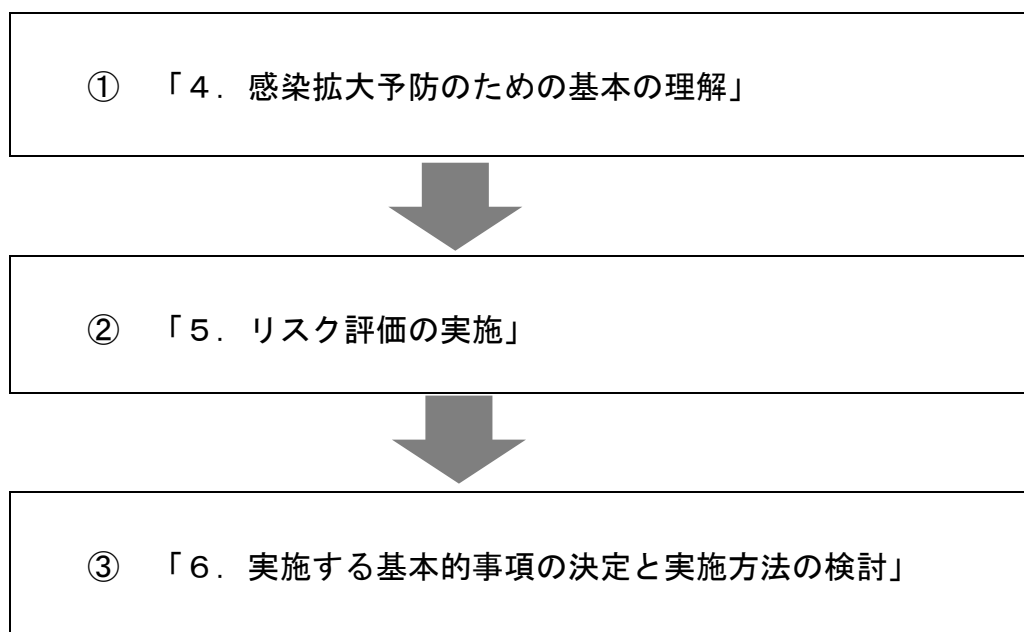 ① 「４．感染拡大予防のための基本の理解」
② 「５．リスク評価の実施」
③ 「６．実施する基本的事項の決定と実施方法の検討」